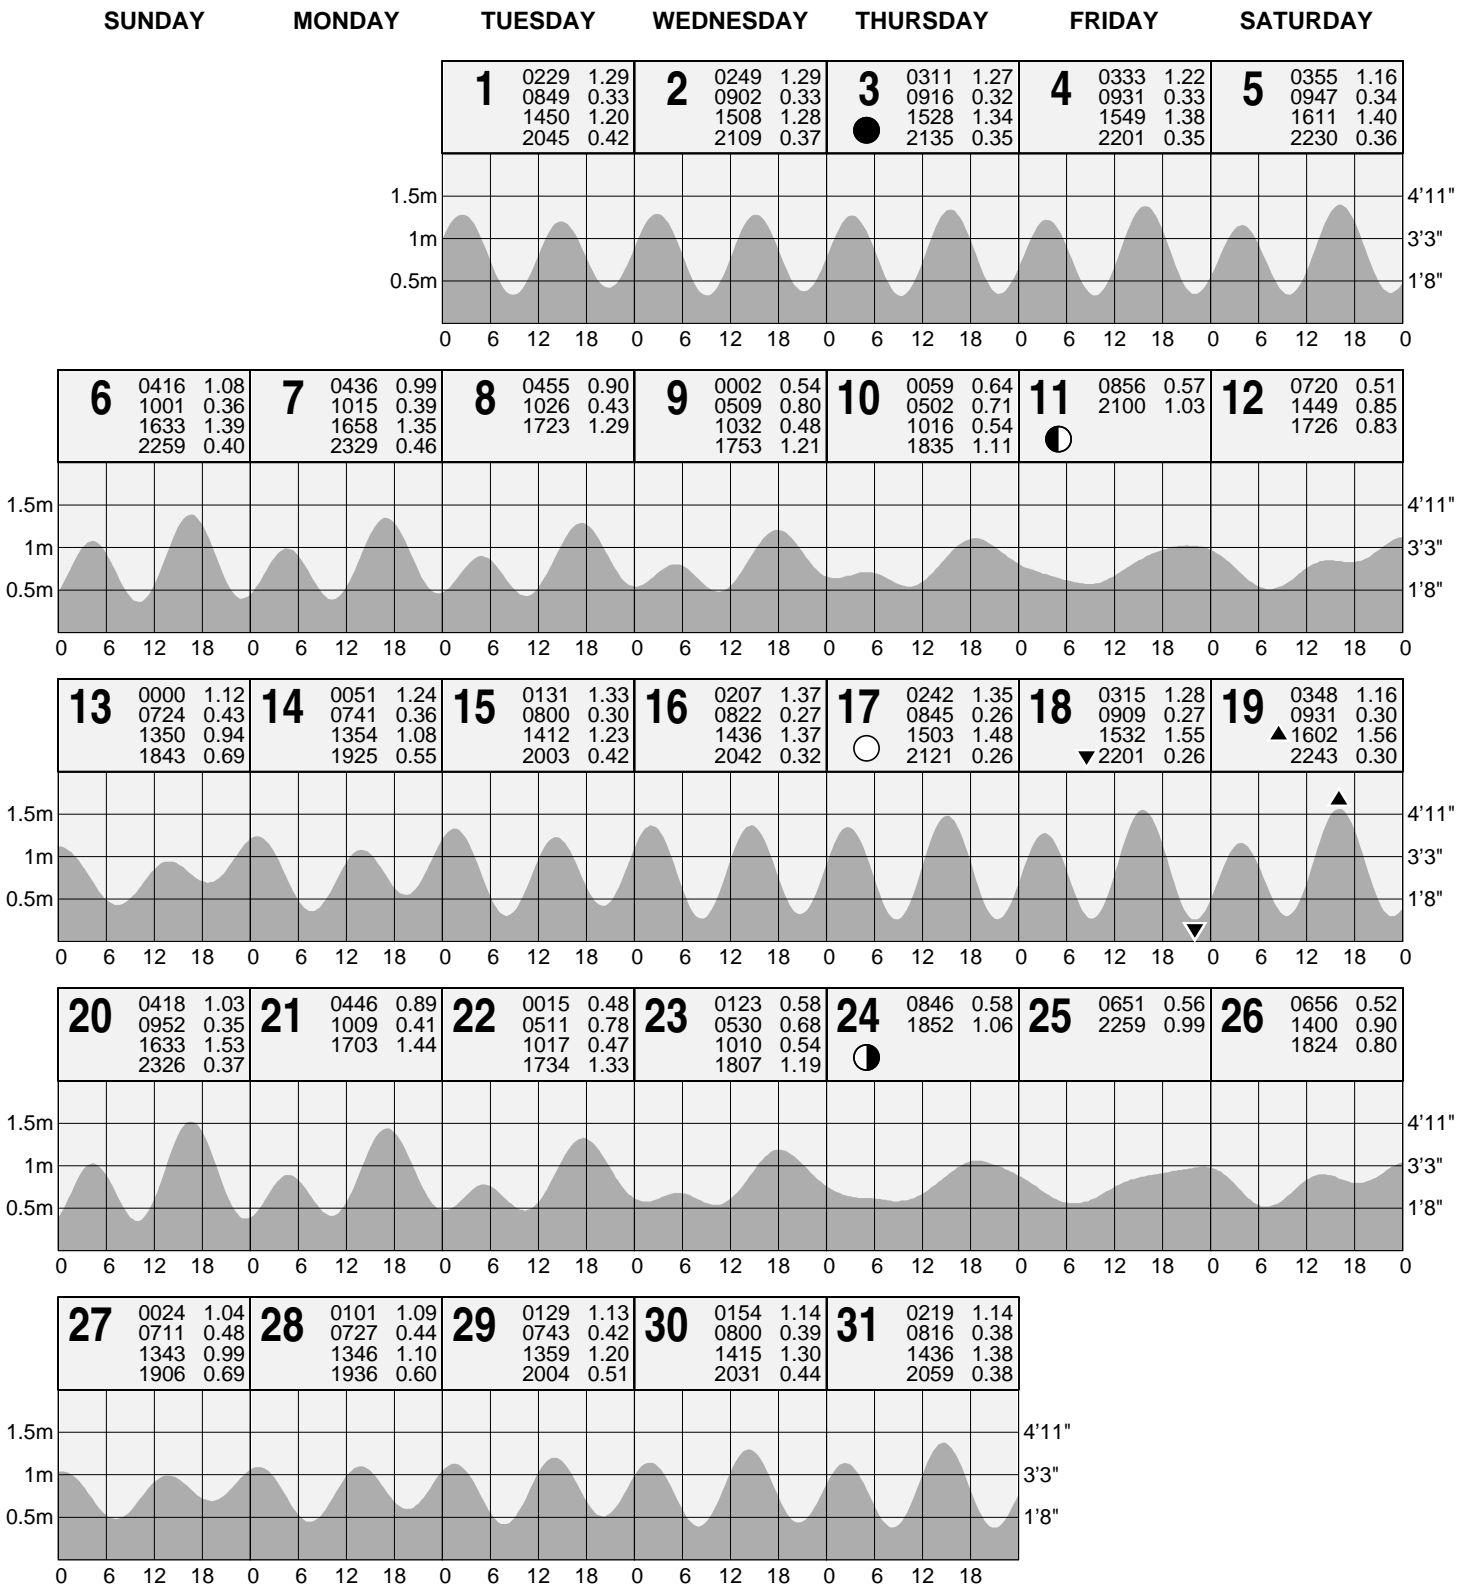 SUNDAY MONDAY TUESDAY WEDNESDAY THURSDAY FRIDAY SATURDAY
1 0229 1.29 2 0249 1.29 3 0311 1.27 4 0333 1.22 5 0355 1.16
0849 0.33 0902 0.33 0916 0.32 0931 0.33 0947 0.34
1450 1.20 1508 1.28 1528 1.34 1549 1.38 1611 1.40
2045 0.42 2109 0.37 2135 0.35 2201 0.35 2230 0.36
1.5m 4'11"
1m 3'3"
0.5m 1'8"
0 6 12 18 0 6 12 18 0 6 12 18 0 6 12 18 0 6 12 18 0
6 0416 1.08 7 0436 0.99 8 0455 0.90 9 0002 0.54 10 0059 0.64 11 0856 0.57 12 0720 0.51
1001 0.36 1015 0.39 1026 0.43 0509 0.80 0502 0.71 2100 1.03 1449 0.85
1633 1.39 1658 1.35 1723 1.29 1032 0.48 1016 0.54 1726 0.83
2259 0.40 2329 0.46 1753 1.21 1835 1.11
1.5m 4'11"
1m 3'3"
0.5m 1'8"
0 6 12 18 0 6 12 18 0 6 12 18 0 6 12 18 0 6 12 18 0 6 12 18 0 6 12 18 0
13 0000 1.12 14 0051 1.24 15 0131 1.33 16 0207 1.37 17 0242 1.35 18 0315 1.28 19 0348 1.16
0724 0.43 0741 0.36 0800 0.30 0822 0.27 0845 0.26 0909 0.27 0931 0.30
1350 0.94 1354 1.08 1412 1.23 1436 1.37 1503 1.48 1532 1.55 1602 1.56
1843 0.69 1925 0.55 2003 0.42 2042 0.32 2121 0.26 2201 0.26 2243 0.30
1.5m 4'11"
1m 3'3"
0.5m 1'8"
0 6 12 18 0 6 12 18 0 6 12 18 0 6 12 18 0 6 12 18 0 6 12 18 0 6 12 18 0
20 0418 1.03 21 0446 0.89 22 0015 0.48 23 0123 0.58 24 0846 0.58 25 0651 0.56 26 0656 0.52
0952 0.35 1009 0.41 0511 0.78 0530 0.68 1852 1.06 2259 0.99 1400 0.90
1633 1.53 1703 1.44 1017 0.47 1010 0.54 1824 0.80
2326 0.37 1734 1.33 1807 1.19
1.5m 4'11"
1m 3'3"
0.5m 1'8"
0 6 12 18 0 6 12 18 0 6 12 18 0 6 12 18 0 6 12 18 0 6 12 18 0 6 12 18 0
27 0024 1.04 28 0101 1.09 29 0129 1.13 30 0154 1.14 31 0219 1.14
0711 0.48 0727 0.44 0743 0.42 0800 0.39 0816 0.38
1343 0.99 1346 1.10 1359 1.20 1415 1.30 1436 1.38
1906 0.69 1936 0.60 2004 0.51 2031 0.44 2059 0.38
1.5m 4'11"
1m 3'3"
0.5m 1'8"
0 6 12 18 0 6 12 18 0 6 12 18 0 6 12 18 0 6 12 18